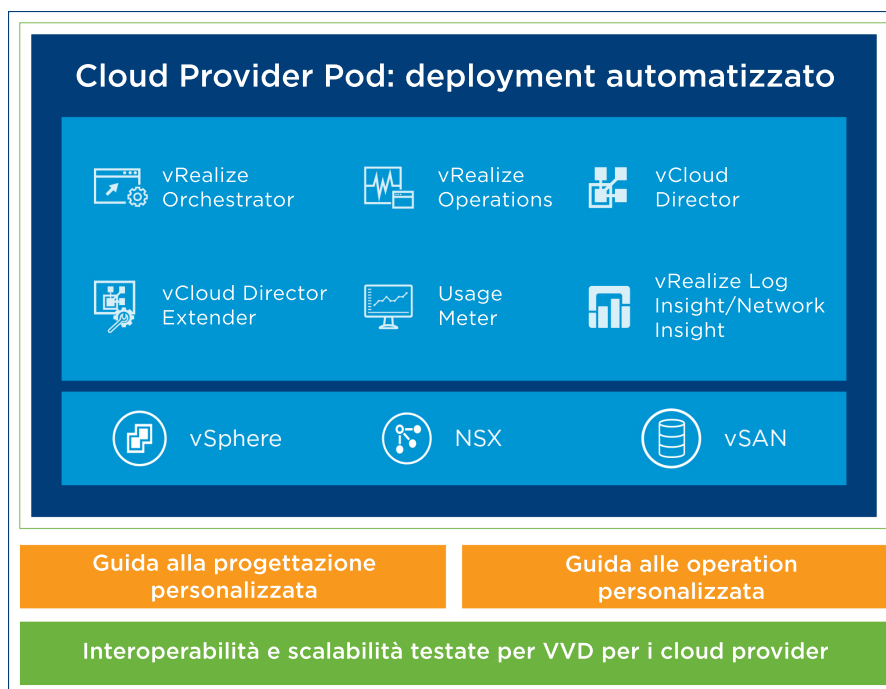 Cloud Provider Pod: deployment automatizzato
vRealize
Orchestrator
vRealize
Operations
vCloud
Director
vCloud Director
Extender
Usage
Meter
vRealize Log
Insight/Network
Insight
vSphere
NSX
vSAN
Guida alla progettazione
personalizzata
Guida alle operation
personalizzata
Interoperabilità e scalabilità testate per VVD per i cloud provider